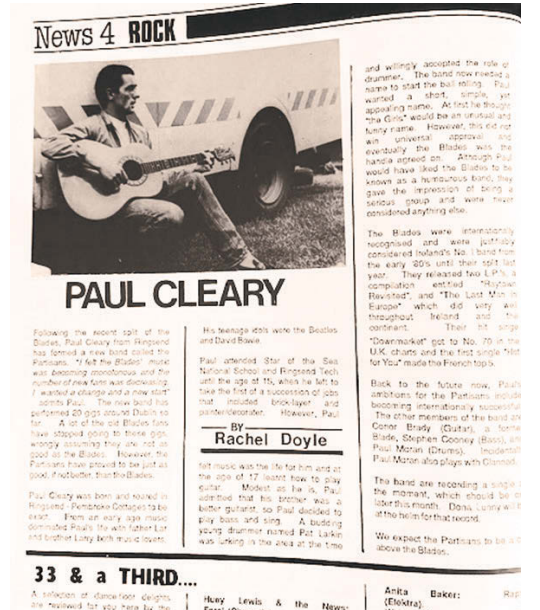 News 4 ROCK
PAUL CLEARY
Following the recent split of the
Blades, Paul Cleary from Ringsend
has formed a new band called the
Partisans. "I felt the Blades' music
was becoming monotonous and the
number of new fans was decreasing.
I wanted a change and a new start"
admits Paul. The new band has
performed 20 gigs around Dublin so
far. A lot of the old Blades fans
have stopped going to these gigs,
wrongly assuming they are not as
good as the Blades. However, the
Partisans have proved to be just as
good, if not better, than the Blades.
Paul Cleary was born and reared in
Ringsend - Pembroke Cottages to be
exact. From an early age music
dominated Paul's life with father Lar
and brother Larry both music lovers.
His teenage idols were the Beatles
and David Bowie.
Paul attended Star of the Sea
National School and Ringsend Tech
until the age of 15, when he left to
take the first of a succession of jobs
that included bricklayer and
painter-decorator. However, Paul
BY
Rachel Doyle
felt music was the life for him and at
the age of 17 learnt how to play
guitar. Modest as he is, Paul
admitted that his brother was a
better guitarist, so Paul decided to
play bass and sing. A budding
young drummer named Pat Larkin
was lurking in the area at the time
and willingly accepted the role of
drummer. The band now needed a
name to start the ball rolling. Paul
wanted a short, simple, yet
appealing name. At first he thought
"the Girls" would be an unusual and
funny name. However, this did not
win universal approval and
eventually the Blades was the
handle agreed on. Although Paul
would have liked the Blades to be
known as a humourous band, they
gave the impression of being a
serious group and were never
considered anything else.
The Blades were internationally
recognised and were justifiably
considered Ireland's No. 1 band from
the early '80's until their split last
year. They released two L.P's, a
compilation entitled "Raytown
Revisited", and "The Last Man in
Europe" which did very well
throughout Ireland and the
continent. Their hit single
"Downmarket" got to No. 70 in the
U.K. charts and the first single "Hot
for You" made the French top 5.
Back to the future now, Paul's
ambitions for the Partisans include
becoming internationally successful.
The other members of the band are
Conor Brady (Guitar), a former
Blade, Stephen Cooney (Bass), and
Paul Moran (Drums). Incidentally
Paul Moran also plays with Clannad.
The band are recording a single at
the moment, which should be out
later this month. Donal Lunny will be
at the helm for that record.
We expect the Partisans to be a cut
above the Blades.
33 & a THIRD....
A selection of dancefloor delights
are reviewed for you here by the
Huey Lewis & the News:
Anita Baker:
(Elektra)